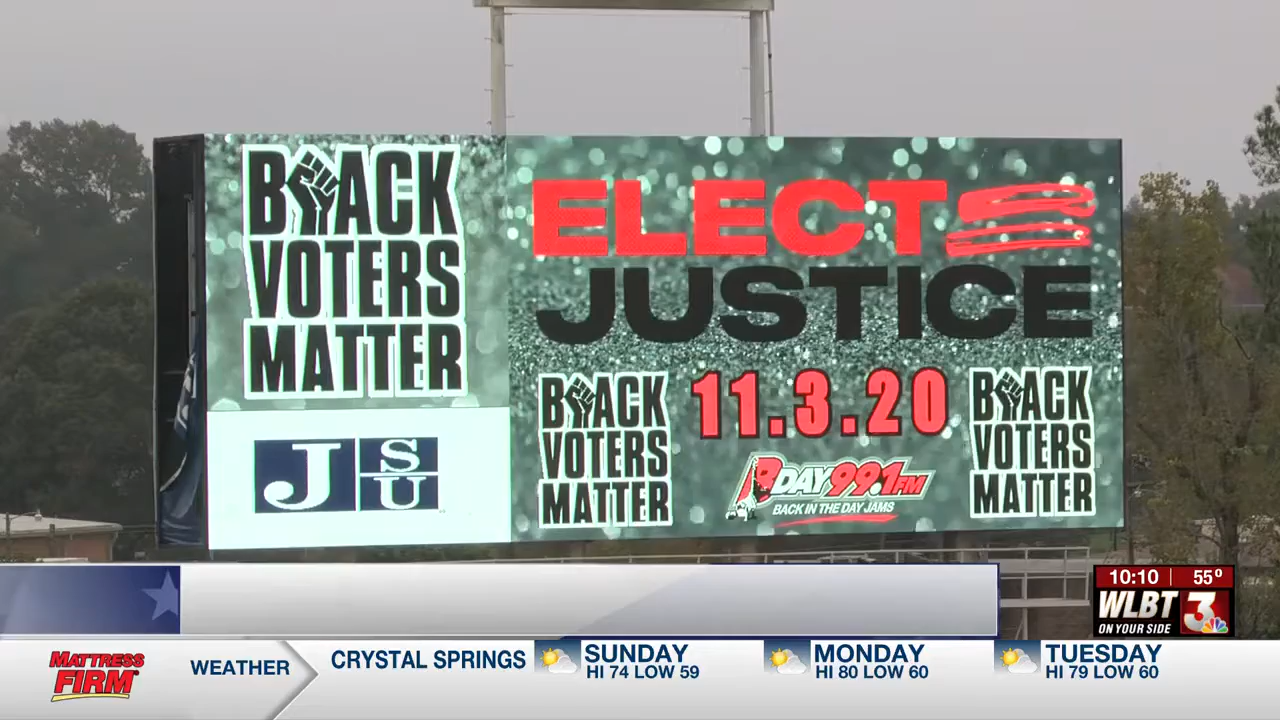 BLACK
VOTERS
MATTER
ELECT
JUSTICE
BLACK
VOTERS
MATTER
11.3.20
BDAY 99.1 FM
BACK IN THE DAY JAMS
BLACK
VOTERS
MATTER
J S U
10:10 55°
WLBT 3
ON YOUR SIDE
MATTRESS
FIRM
WEATHER
CRYSTAL SPRINGS
SUNDAY
HI 74 LOW 59
MONDAY
HI 80 LOW 60
TUESDAY
HI 79 LOW 60